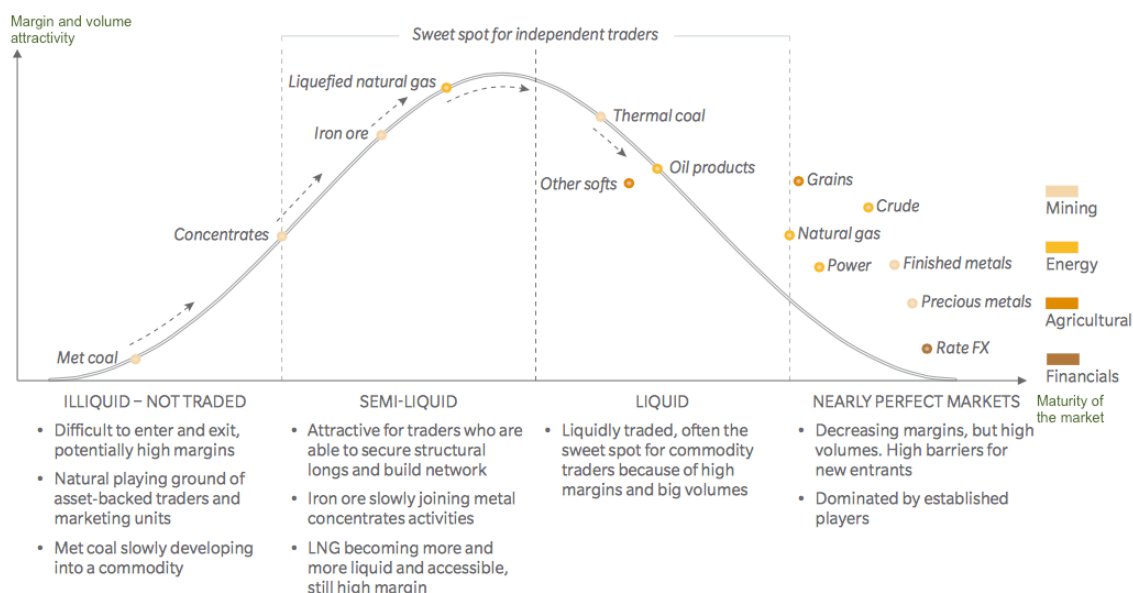 Margin and volume
attractivity
Sweet spot for independent traders
Liquefied natural gas
Thermal coal
Iron ore
Oil products
Other softs
Grains
Crude
Concentrates
Natural gas
Power
Finished metals
Precious metals
Met coal
Rate FX
Mining
Energy
Agricultural
Financials
Maturity of
the market
ILLIQUID – NOT TRADED
• Difficult to enter and exit,
potentially high margins
• Natural playing ground of
asset-backed traders and
marketing units
• Met coal slowly developing
into a commodity
SEMI-LIQUID
• Attractive for traders who are
able to secure structural
longs and build network
• Iron ore slowly joining metal
concentrates activities
• LNG becoming more and
more liquid and accessible,
still high margin
LIQUID
• Liquidly traded, often the
sweet spot for commodity
traders because of high
margins and big volumes
NEARLY PERFECT MARKETS
• Decreasing margins, but high
volumes. High barriers for
new entrants
• Dominated by established
players